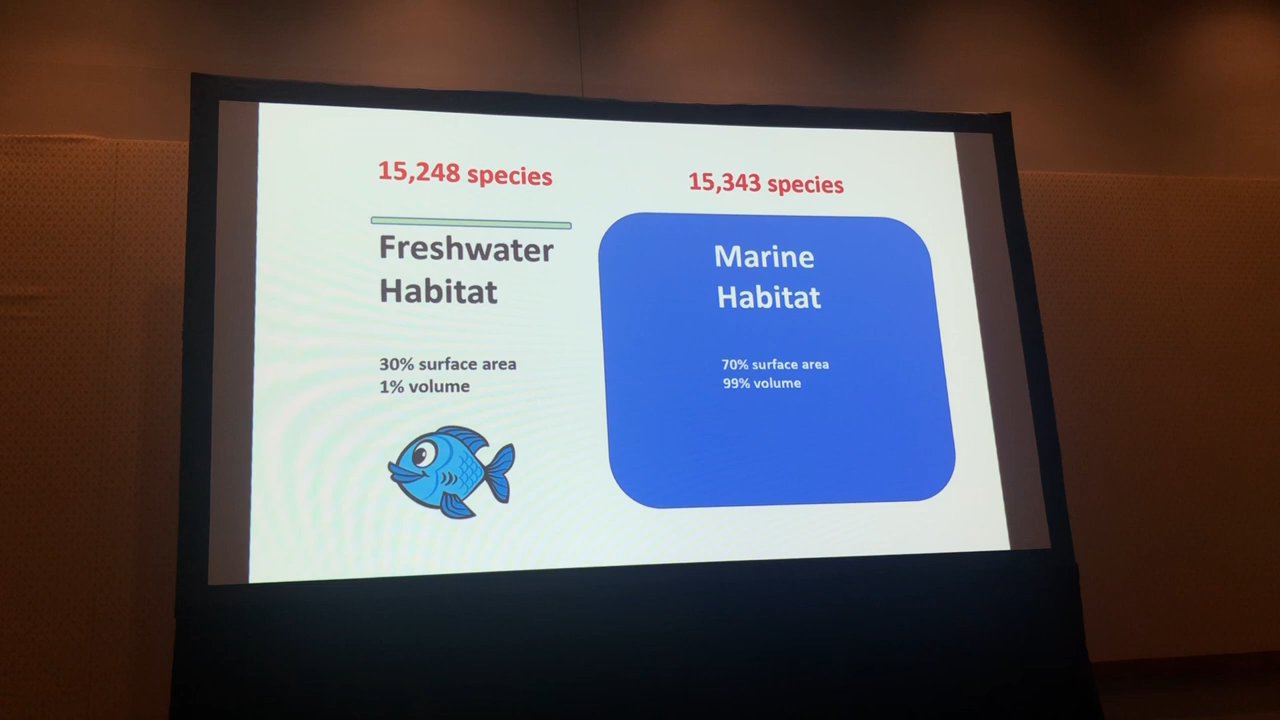 15,248 species
Freshwater
Habitat
30% surface area
1% volume
15,343 species
Marine
Habitat
70% surface area
99% volume